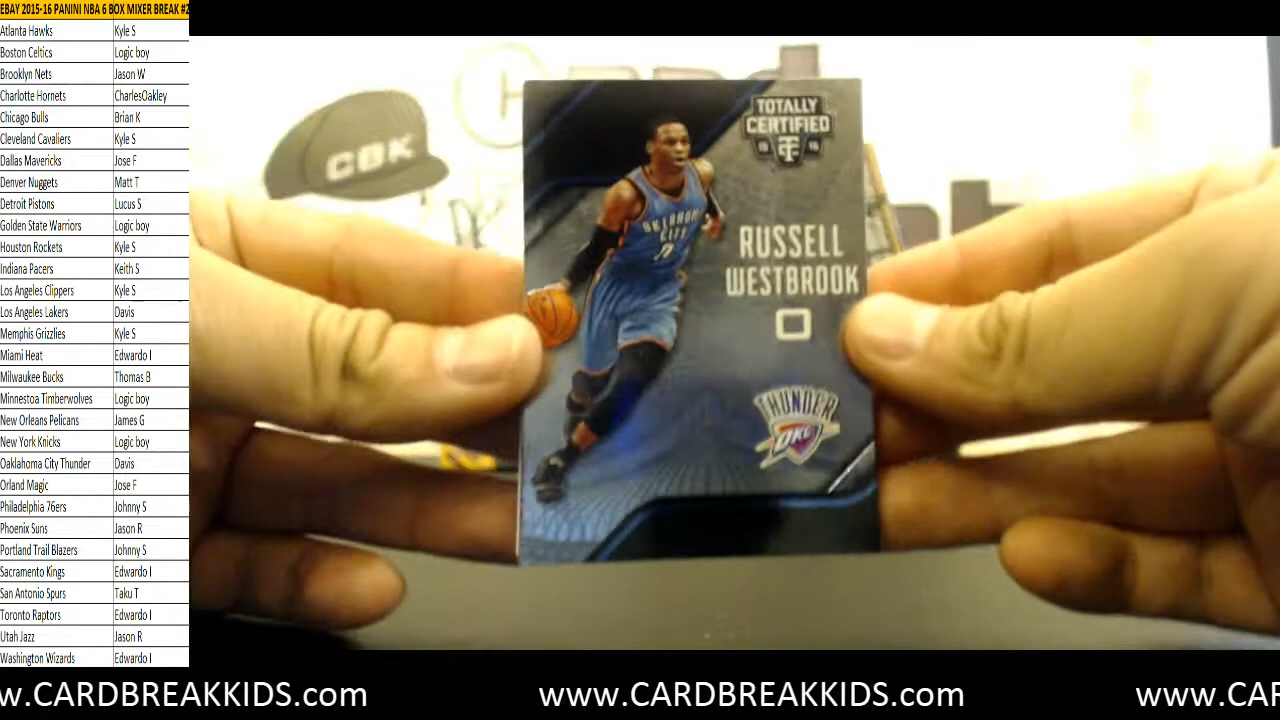 EBAY 2015-16 PANINI NBA 6 BOX MIXER BREAK #2
Atlanta Hawks Kyle S
Boston Celtics Logic boy
Brooklyn Nets Jason W
Charlotte Hornets CharlesOakley
Chicago Bulls Brian K
Cleveland Cavaliers Kyle S
Dallas Mavericks Jose F
Denver Nuggets Matt T
Detroit Pistons Lucus S
Golden State Warriors Logic boy
Houston Rockets Kyle S
Indiana Pacers Keith S
Los Angeles Clippers Kyle S
Los Angeles Lakers Davis
Memphis Grizzlies Kyle S
Miami Heat Edwardo I
Milwaukee Bucks Thomas B
Minnestoa Timberwolves Logic boy
New Orleans Pelicans James G
New York Knicks Logic boy
Oaklahoma City Thunder Davis
Orland Magic Jose F
Philadelphia 76ers Johnny S
Phoenix Suns Jason R
Portland Trail Blazers Johnny S
Sacramento Kings Edwardo I
San Antonio Spurs Taku T
Toronto Raptors Edwardo I
Utah Jazz Jason R
Washington Wizards Edwardo I
CBK
TOTALLY
CERTIFIED
OKLAHOMA
CITY
0
RUSSELL
WESTBROOK
0
THUNDER
OKC
w.CARDBREAKKIDS.com www.CARDBREAKKIDS.com www.CAR